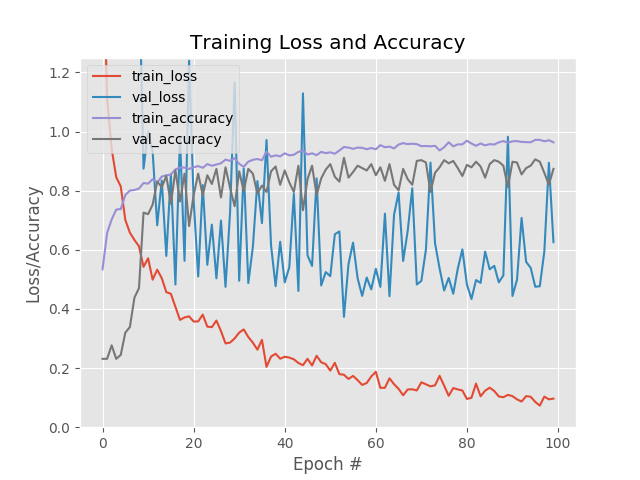 Training Loss and Accuracy
train_loss
val_loss
train_accuracy
val_accuracy
1.2
1.0
0.8
0.6
0.4
0.2
0.0
Loss/Accuracy
0 20 40 60 80 100
Epoch #